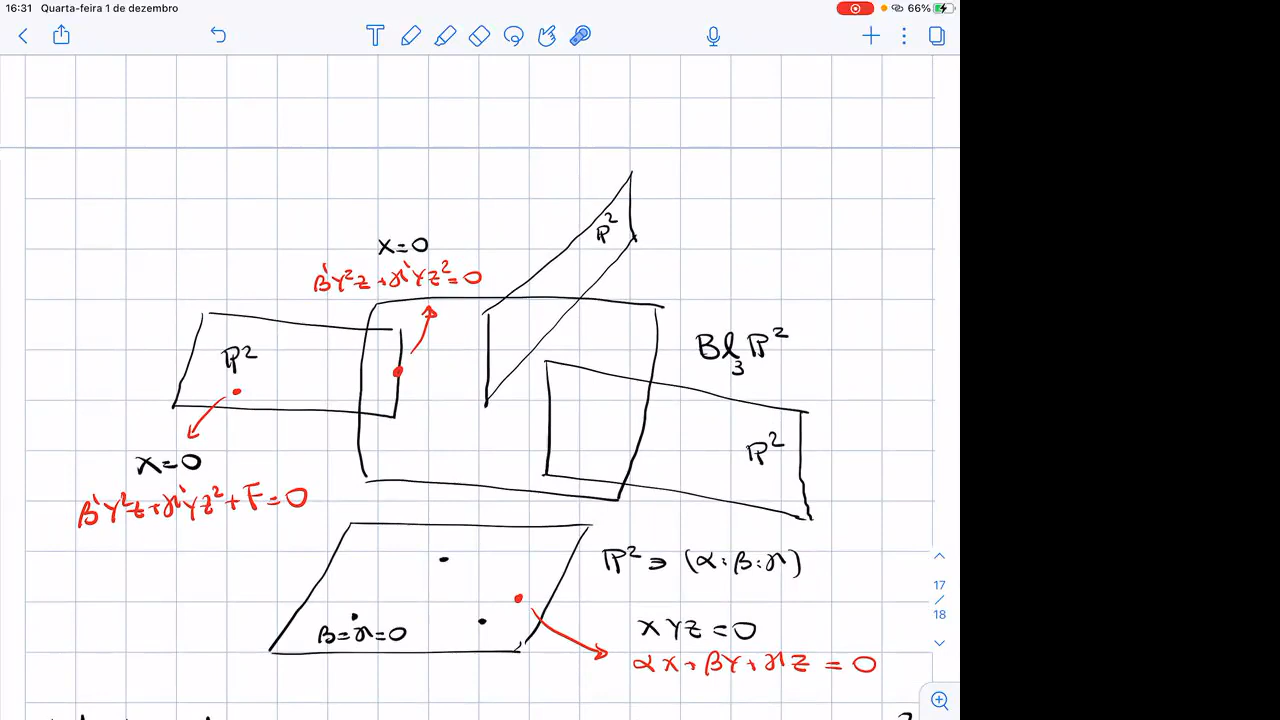 16:31 Quarta-feira 1 de dezembro
66%
P²
x=0
β'Y²Z+γ'YZ²=0
P²
Bl₃P²
P²
x=0
β'Y²Z+γ'YZ²+F=0
P²∋(α:β:γ)
β=γ=0
XYZ=0
αX+βY+γZ=0
17
/
18